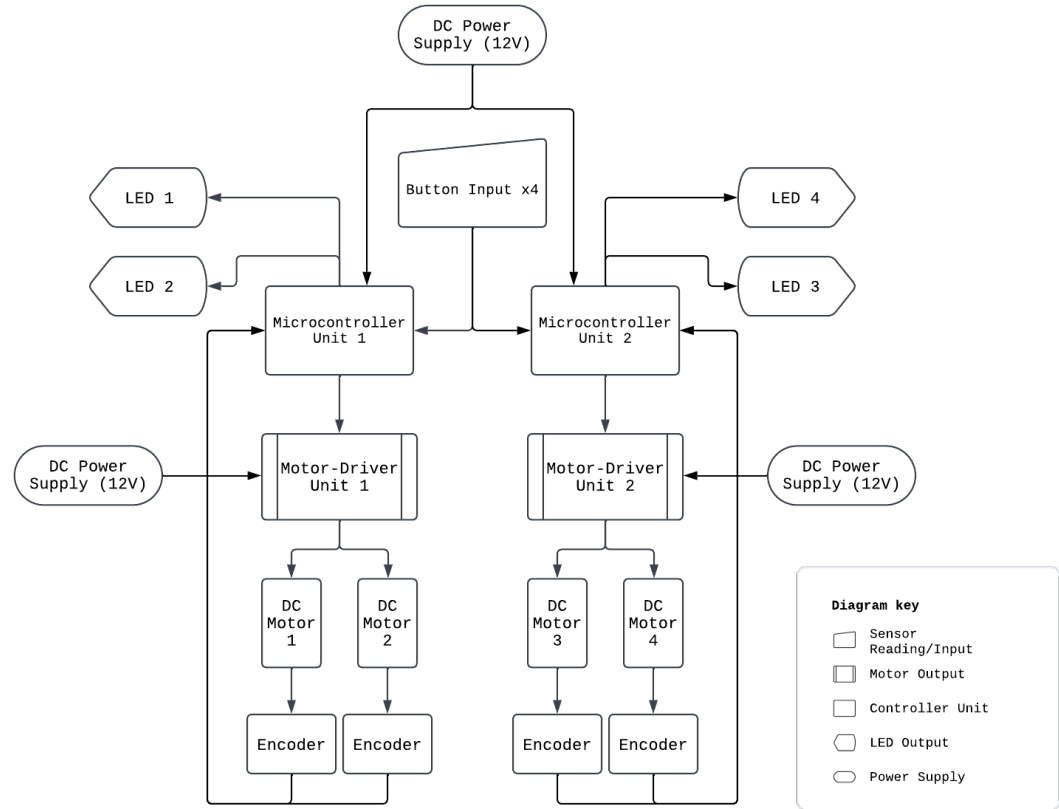 DC Power
Supply (12V)
Button Input x4
LED 1
LED 4
LED 2
LED 3
Microcontroller
Unit 1
Microcontroller
Unit 2
DC Power
Supply (12V)
Motor-Driver
Unit 1
Motor-Driver
Unit 2
DC Power
Supply (12V)
DC
Motor
1
DC
Motor
2
DC
Motor
3
DC
Motor
4
Encoder
Encoder
Encoder
Encoder
Diagram key
Sensor
Reading/Input
Motor Output
Controller Unit
LED Output
Power Supply